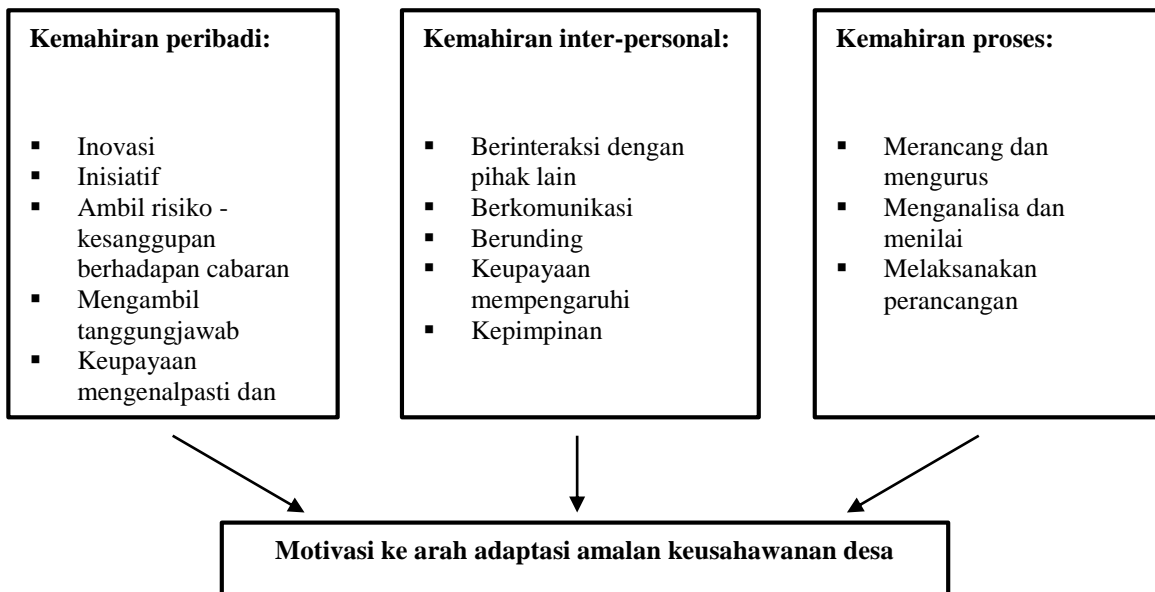 Kemahiran peribadi:
▪ Inovasi
▪ Inisiatif
▪ Ambil risiko -
kesanggupan
berhadapan cabaran
▪ Mengambil
tanggungjawab
▪ Keupayaan
mengenalpasti dan
Kemahiran inter-personal:
▪ Berinteraksi dengan
pihak lain
▪ Berkomunikasi
▪ Berunding
▪ Keupayaan
mempengaruhi
▪ Kepimpinan
Kemahiran proses:
▪ Merancang dan
mengurus
▪ Menganalisa dan
menilai
▪ Melaksanakan
perancangan
Motivasi ke arah adaptasi amalan keusahawanan desa